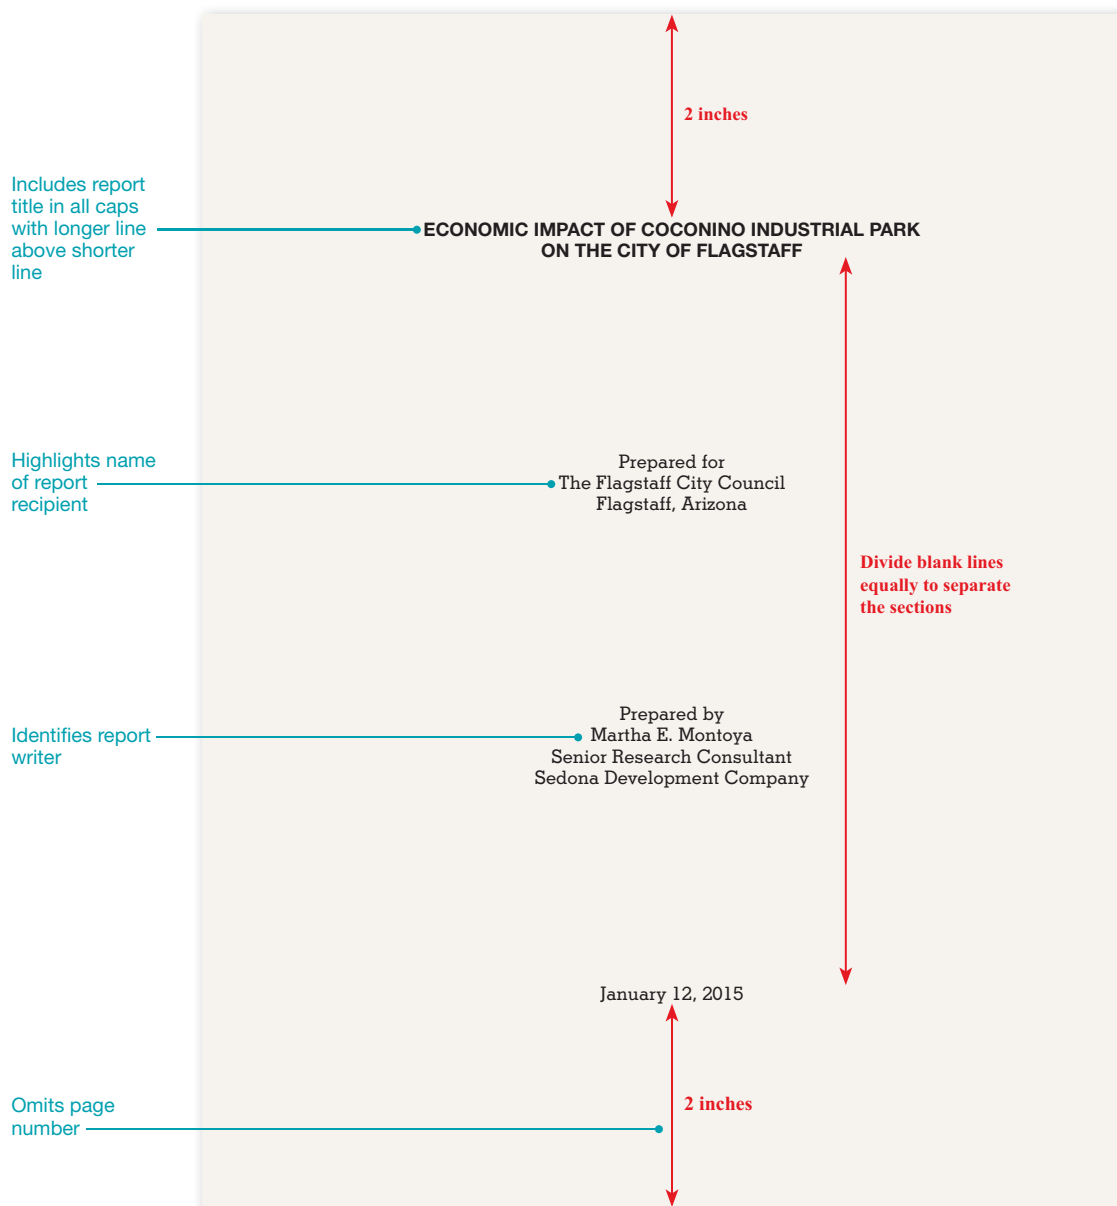 2 inches
Includes report
title in all caps
with longer line
above shorter
line
ECONOMIC IMPACT OF COCONINO INDUSTRIAL PARK
ON THE CITY OF FLAGSTAFF
Highlights name
of report
recipient
Prepared for
The Flagstaff City Council
Flagstaff, Arizona
Divide blank lines
equally to separate
the sections
Identifies report
writer
Prepared by
Martha E. Montoya
Senior Research Consultant
Sedona Development Company
January 12, 2015
Omits page
number
2 inches